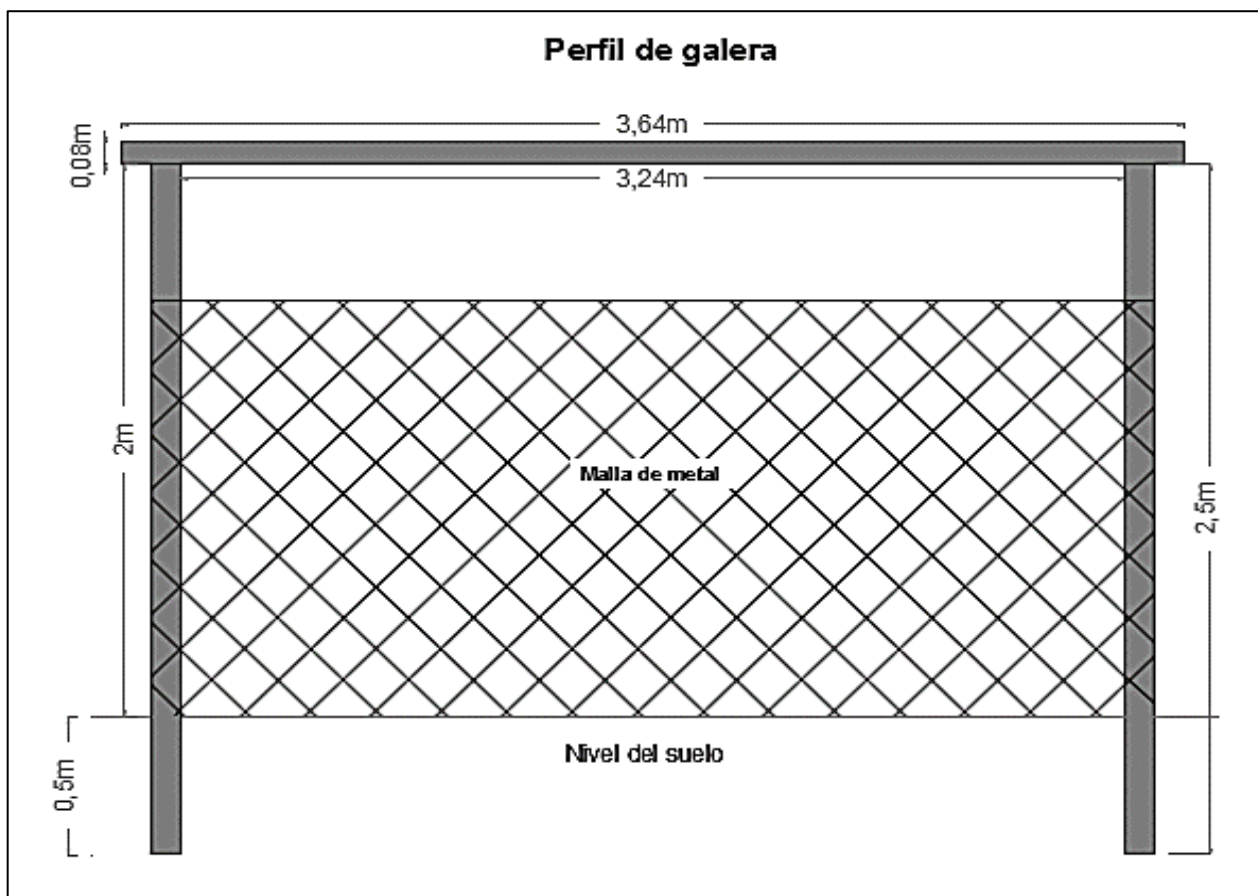 Perfil de galera
3,64m
0,08m
3,24m
2m
Malla de metal
2,5m
Nivel del suelo
0,5m